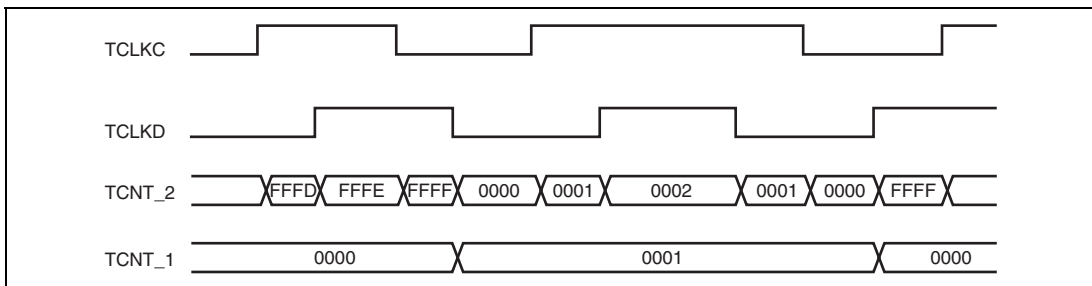 TCLKC
TCLKD
TCNT_2 FFFD FFFE FFFF 0000 0001 0002 0001 0000 FFFF
TCNT_1 0000 0001 0000